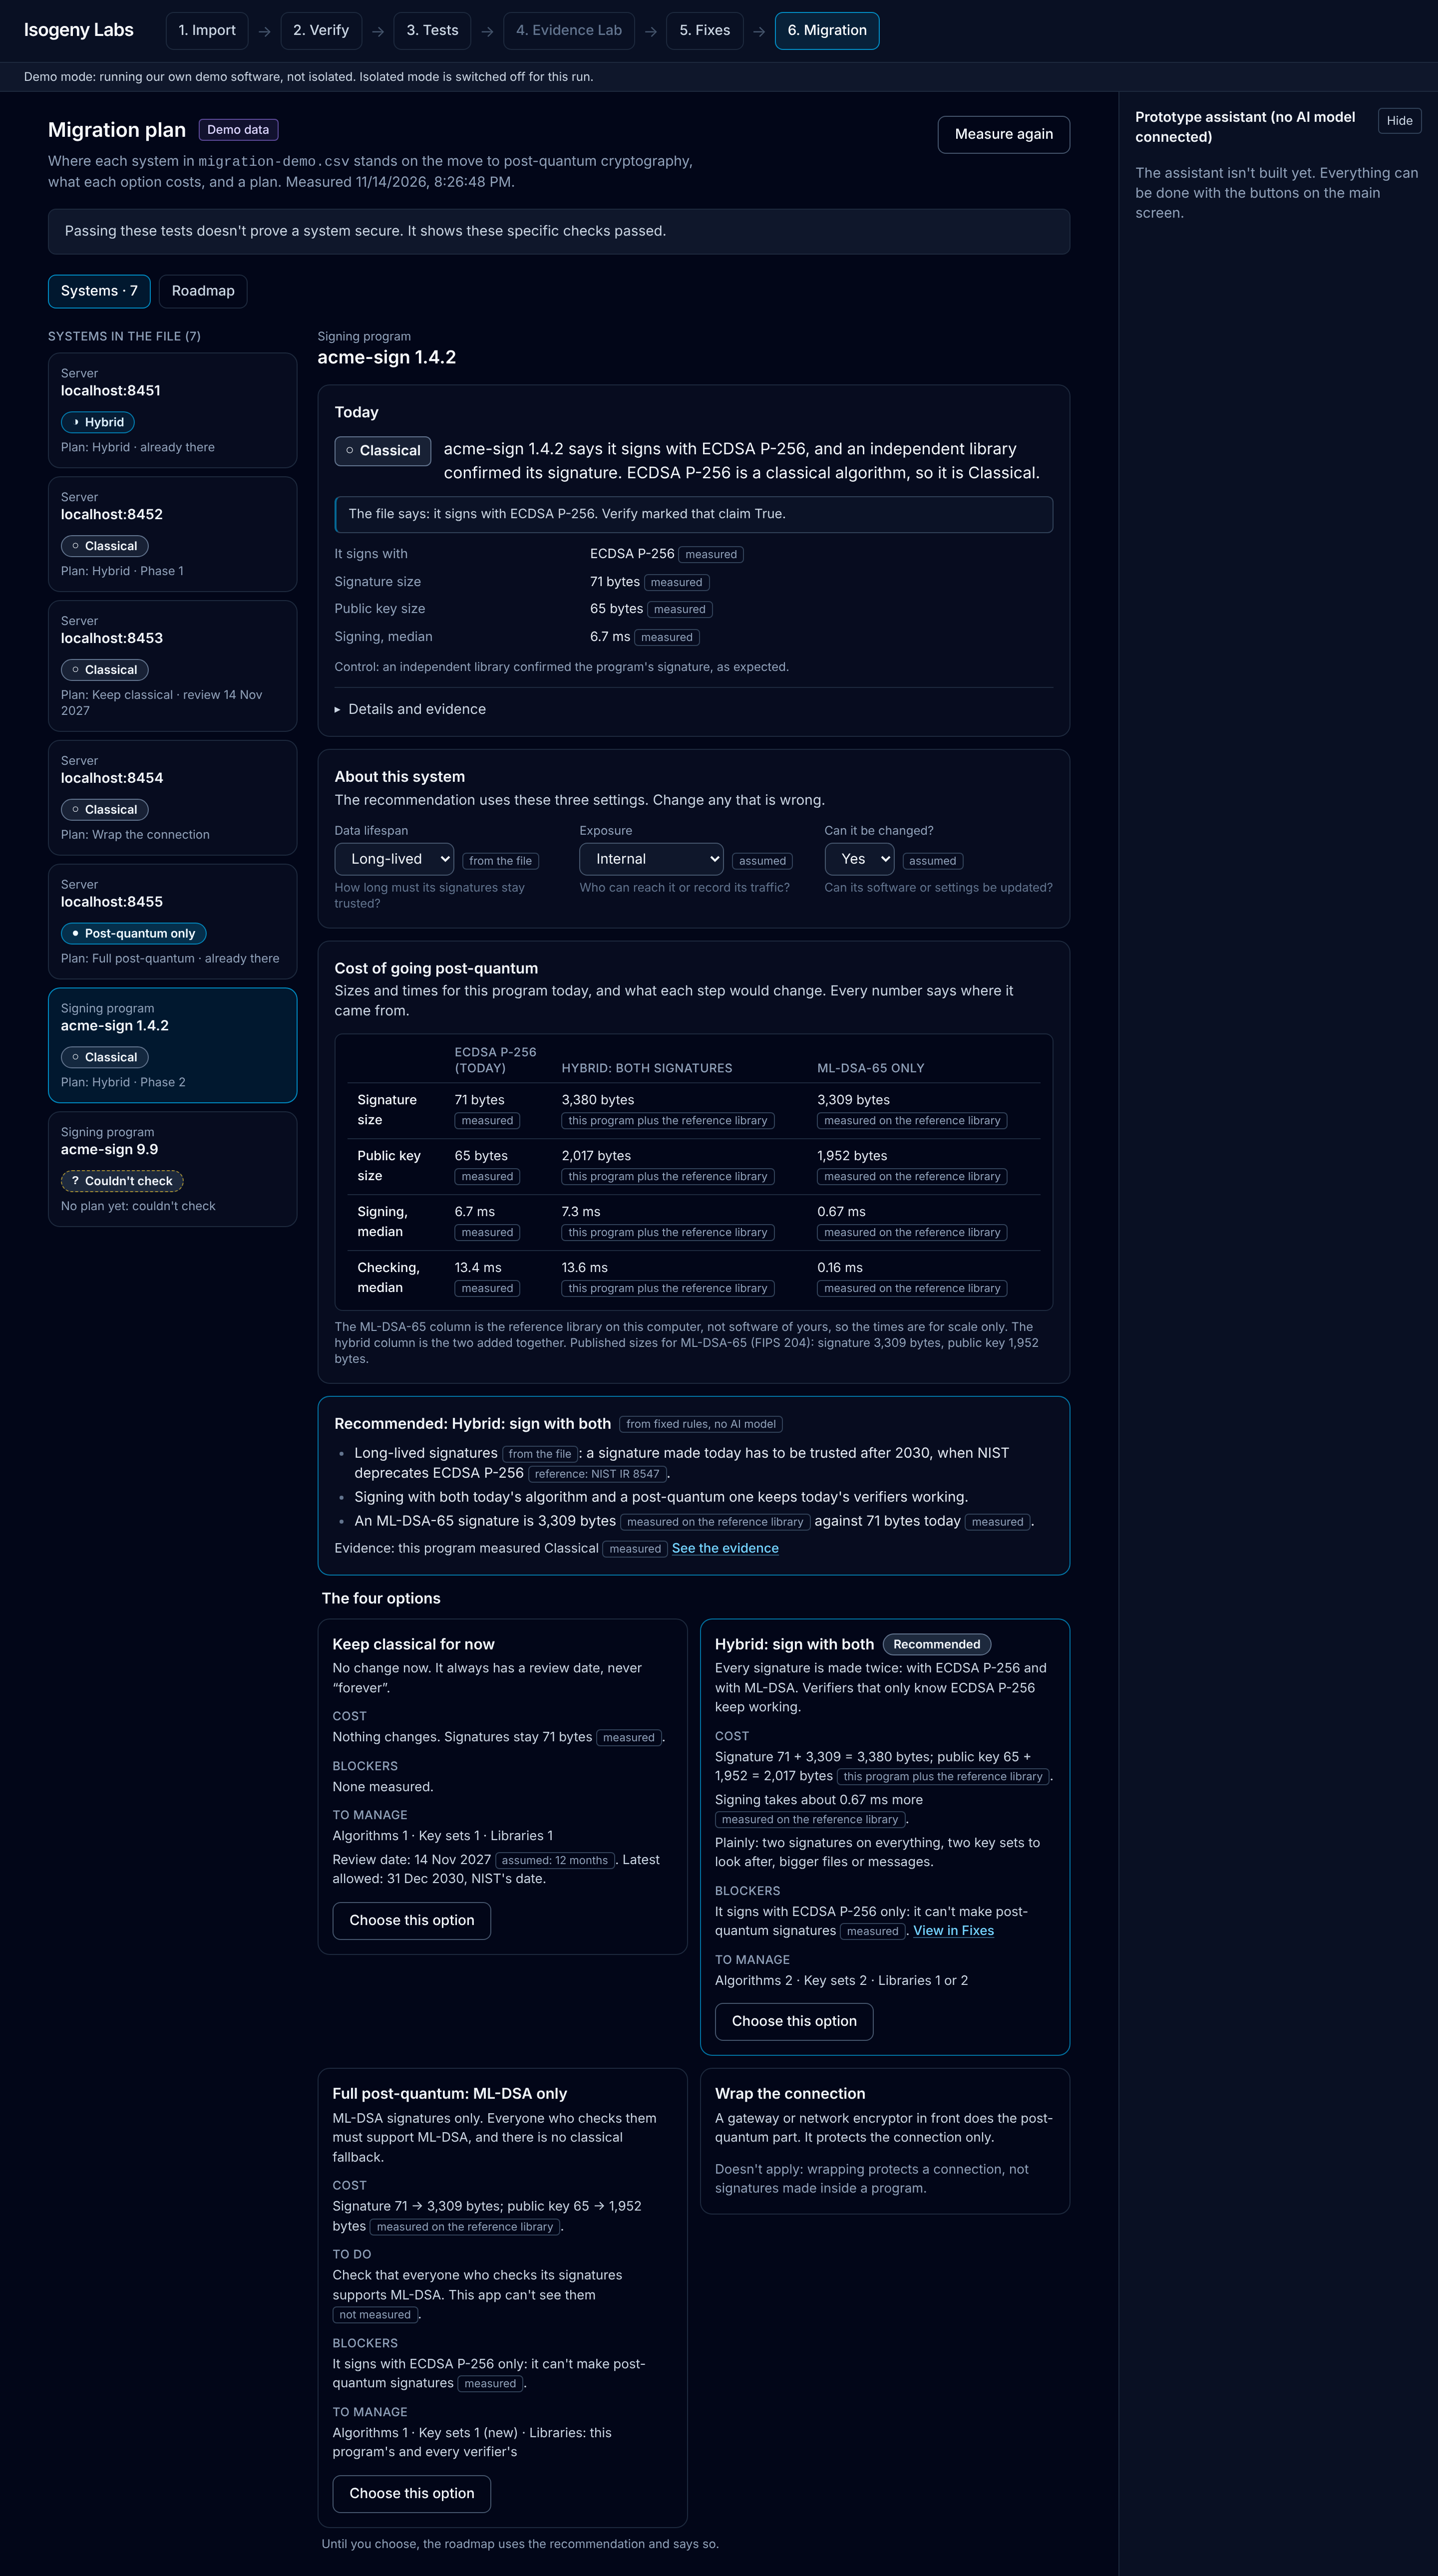 Isogeny Labs
1. Import → 2. Verify → 3. Tests → 4. Evidence Lab → 5. Fixes → 6. Migration
Demo mode: running our own demo software, not isolated. Isolated mode is switched off for this run.
Migration plan Demo data
Measure again
Where each system in migration-demo.csv stands on the move to post-quantum cryptography,
what each option costs, and a plan. Measured 11/14/2026, 8:26:48 PM.
Passing these tests doesn't prove a system secure. It shows these specific checks passed.
Systems · 7 Roadmap
SYSTEMS IN THE FILE (7)
Server
localhost:8451
Hybrid
Plan: Hybrid · already there
Server
localhost:8452
Classical
Plan: Hybrid · Phase 1
Server
localhost:8453
Classical
Plan: Keep classical · review 14 Nov
2027
Server
localhost:8454
Classical
Plan: Wrap the connection
Server
localhost:8455
Post-quantum only
Plan: Full post-quantum · already there
Signing program
acme-sign 1.4.2
Classical
Plan: Hybrid · Phase 2
Signing program
acme-sign 9.9
? Couldn't check
No plan yet: couldn't check
Signing program
acme-sign 1.4.2
Today
Classical
acme-sign 1.4.2 says it signs with ECDSA P-256, and an independent library
confirmed its signature. ECDSA P-256 is a classical algorithm, so it is Classical.
The file says: it signs with ECDSA P-256. Verify marked that claim True.
It signs with ECDSA P-256 measured
Signature size 71 bytes measured
Public key size 65 bytes measured
Signing, median 6.7 ms measured
Control: an independent library confirmed the program's signature, as expected.
▸ Details and evidence
About this system
The recommendation uses these three settings. Change any that is wrong.
Data lifespan
Long-lived from the file
How long must its signatures stay
trusted?
Exposure
Internal assumed
Who can reach it or record its traffic?
Can it be changed?
Yes assumed
Can its software or settings be updated?
Cost of going post-quantum
Sizes and times for this program today, and what each step would change. Every number says where it
came from.
ECDSA P-256
(TODAY) HYBRID: BOTH SIGNATURES ML-DSA-65 ONLY
Signature 71 bytes 3,380 bytes 3,309 bytes
size measured this program plus the reference library measured on the reference library
Public key 65 bytes 2,017 bytes 1,952 bytes
size measured this program plus the reference library measured on the reference library
Signing, 6.7 ms 7.3 ms 0.67 ms
median measured this program plus the reference library measured on the reference library
Checking, 13.4 ms 13.6 ms 0.16 ms
median measured this program plus the reference library measured on the reference library
The ML-DSA-65 column is the reference library on this computer, not software of yours, so the times are for scale only. The
hybrid column is the two added together. Published sizes for ML-DSA-65 (FIPS 204): signature 3,309 bytes, public key 1,952
bytes.
Recommended: Hybrid: sign with both from fixed rules, no AI model
• Long-lived signatures from the file: a signature made today has to be trusted after 2030, when NIST
deprecates ECDSA P-256 reference: NIST IR 8547.
• Signing with both today's algorithm and a post-quantum one keeps today's verifiers working.
• An ML-DSA-65 signature is 3,309 bytes measured on the reference library against 71 bytes today measured.
Evidence: this program measured Classical measured See the evidence
The four options
Keep classical for now
No change now. It always has a review date, never
“forever”.
COST
Nothing changes. Signatures stay 71 bytes measured.
BLOCKERS
None measured.
TO MANAGE
Algorithms 1 · Key sets 1 · Libraries 1
Review date: 14 Nov 2027 assumed: 12 months. Latest
allowed: 31 Dec 2030, NIST's date.
Choose this option
Hybrid: sign with both Recommended
Every signature is made twice: with ECDSA P-256 and
with ML-DSA. Verifiers that only know ECDSA P-256
keep working.
COST
Signature 71 + 3,309 = 3,380 bytes; public key 65 +
1,952 = 2,017 bytes this program plus the reference library.
Signing takes about 0.67 ms more
measured on the reference library.
Plainly: two signatures on everything, two key sets to
look after, bigger files or messages.
BLOCKERS
It signs with ECDSA P-256 only: it can't make post-
quantum signatures measured. View in Fixes
TO MANAGE
Algorithms 2 · Key sets 2 · Libraries 1 or 2
Choose this option
Full post-quantum: ML-DSA only
ML-DSA signatures only. Everyone who checks them
must support ML-DSA, and there is no classical
fallback.
COST
Signature 71 → 3,309 bytes; public key 65 → 1,952
bytes measured on the reference library.
TO DO
Check that everyone who checks its signatures
supports ML-DSA. This app can't see them
not measured.
BLOCKERS
It signs with ECDSA P-256 only: it can't make post-
quantum signatures measured.
TO MANAGE
Algorithms 1 · Key sets 1 (new) · Libraries: this
program's and every verifier's
Choose this option
Wrap the connection
A gateway or network encryptor in front does the post-
quantum part. It protects the connection only.
Doesn't apply: wrapping protects a connection, not
signatures made inside a program.
Until you choose, the roadmap uses the recommendation and says so.
Prototype assistant (no AI model
connected)
Hide
The assistant isn't built yet. Everything can
be done with the buttons on the main
screen.